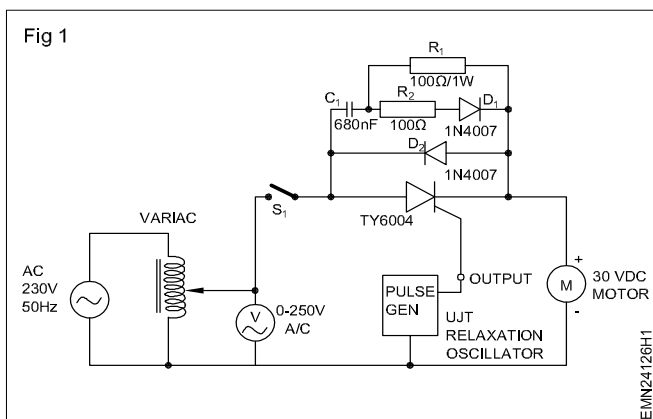 Fig 1
R1
100Ω/1W
C1
R2
D1
680nF
100Ω
1N4007
D2
1N4007
S1
TY6004
VARIAC
AC
230V
50Hz
V
0-250V
A/C
OUTPUT
PULSE
GEN
UJT
RELAXATION
OSCILLATOR
+
M
-
30 VDC
MOTOR
EMN24126H1